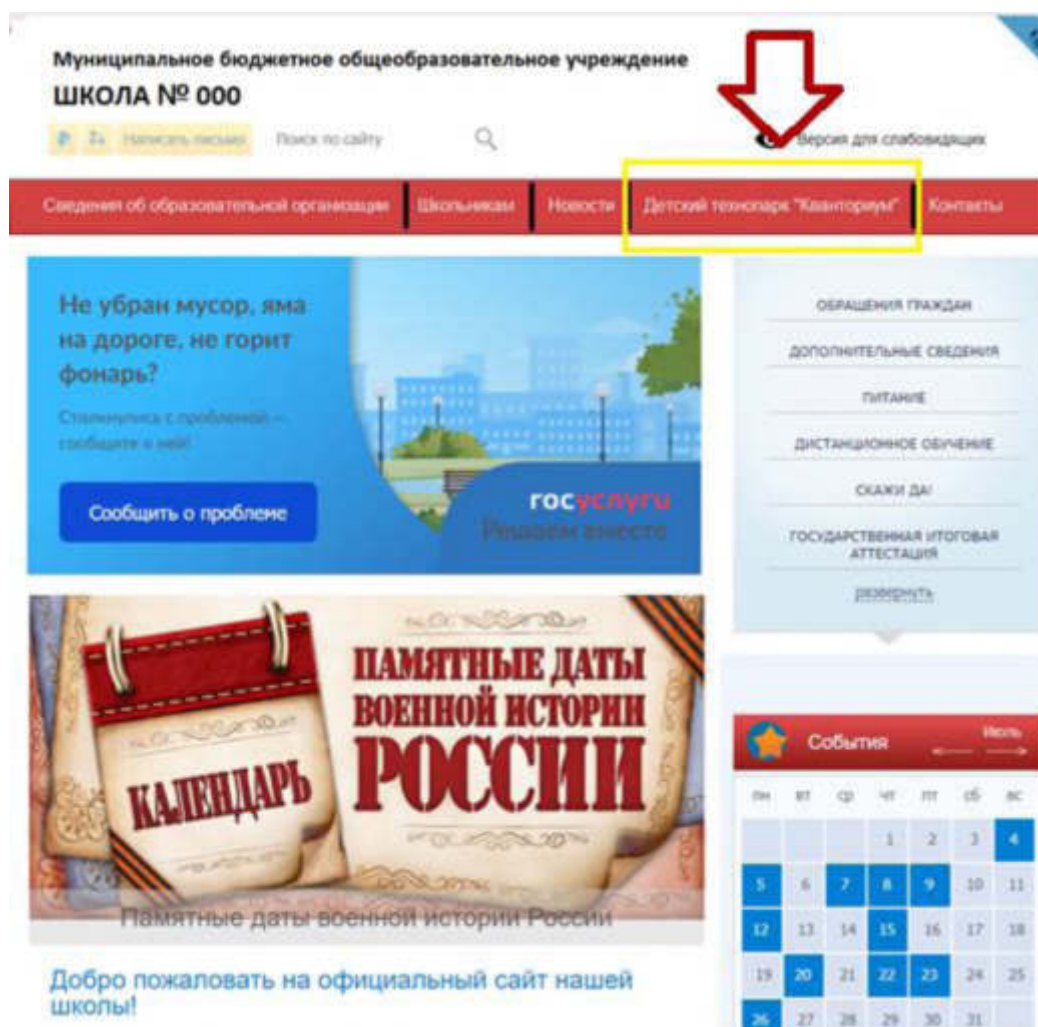 Муниципальное бюджетное общеобразовательное учреждение
ШКОЛА № 000
Написать письмо Поиск по сайту
Версия для слабовидящих
Сведения об образовательной организации Школьникам Новости Детский технопарк "Кванториум" Контакты
Не убран мусор, яма
на дороге, не горит
фонарь?
Столкнулись с проблемой —
сообщите о ней!
Сообщить о проблеме
госуслуги
Решаем вместе
ОБРАЩЕНИЯ ГРАЖДАН
ДОПОЛНИТЕЛЬНЫЕ СВЕДЕНИЯ
ПИТАНИЕ
ДИСТАНЦИОННОЕ ОБУЧЕНИЕ
СКАЖИ ДА!
ГОСУДАРСТВЕННАЯ ИТОГОВАЯ
АТТЕСТАЦИЯ
развернуть
КАЛЕНДАРЬ
ПАМЯТНЫЕ ДАТЫ
ВОЕННОЙ ИСТОРИИ
РОССИИ
Памятные даты военной истории России
Добро пожаловать на официальный сайт нашей
школы!
События Июль
пн вт ср чт пт сб вс
1 2 3 4
5 6 7 8 9 10 11
12 13 14 15 16 17 18
19 20 21 22 23 24 25
26 27 28 29 30 31